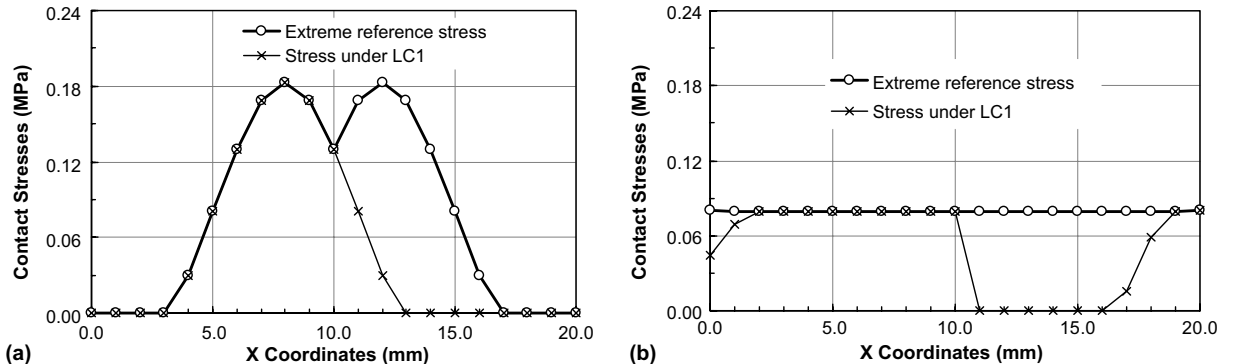 0.24
0.18
0.12
0.06
0.00
Contact Stresses (MPa)
Extreme reference stress
Stress under LC1
0.0 5.0 10.0 15.0 20.0
X Coordinates (mm)
(a)
0.24
0.18
0.12
0.06
0.00
Contact Stresses (MPa)
Extreme reference stress
Stress under LC1
0.0 5.0 10.0 15.0 20.0
X Coordinates (mm)
(b)